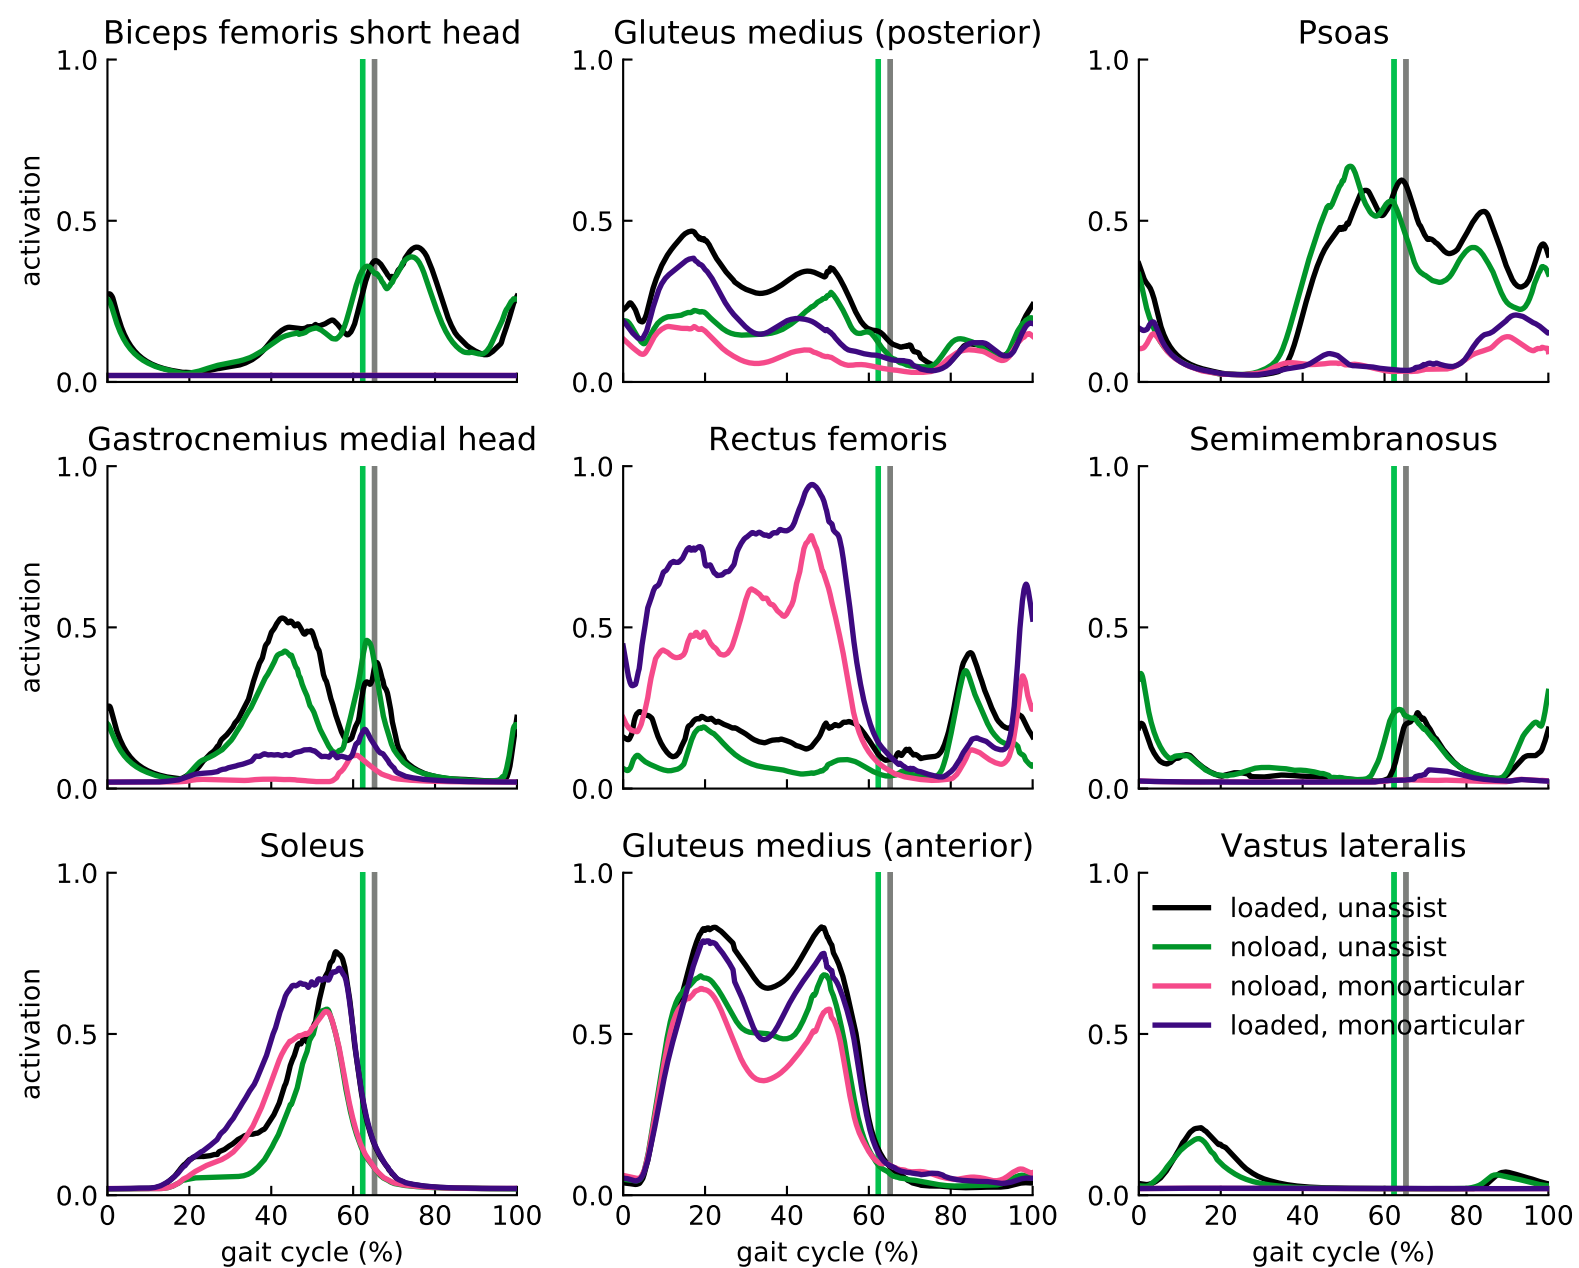 Biceps femoris short head
Gluteus medius (posterior)
Psoas
1.0
0.5
0.0
activation
1.0
0.5
0.0
1.0
0.5
0.0
Gastrocnemius medial head
Rectus femoris
Semimembranosus
1.0
0.5
0.0
activation
1.0
0.5
0.0
1.0
0.5
0.0
Soleus
Gluteus medius (anterior)
Vastus lateralis
1.0
0.5
0.0
activation
0 20 40 60 80 100
gait cycle (%)
1.0
0.5
0.0
0 20 40 60 80 100
gait cycle (%)
1.0
0.5
0.0
loaded, unassist
noload, unassist
noload, monoarticular
loaded, monoarticular
0 20 40 60 80 100
gait cycle (%)